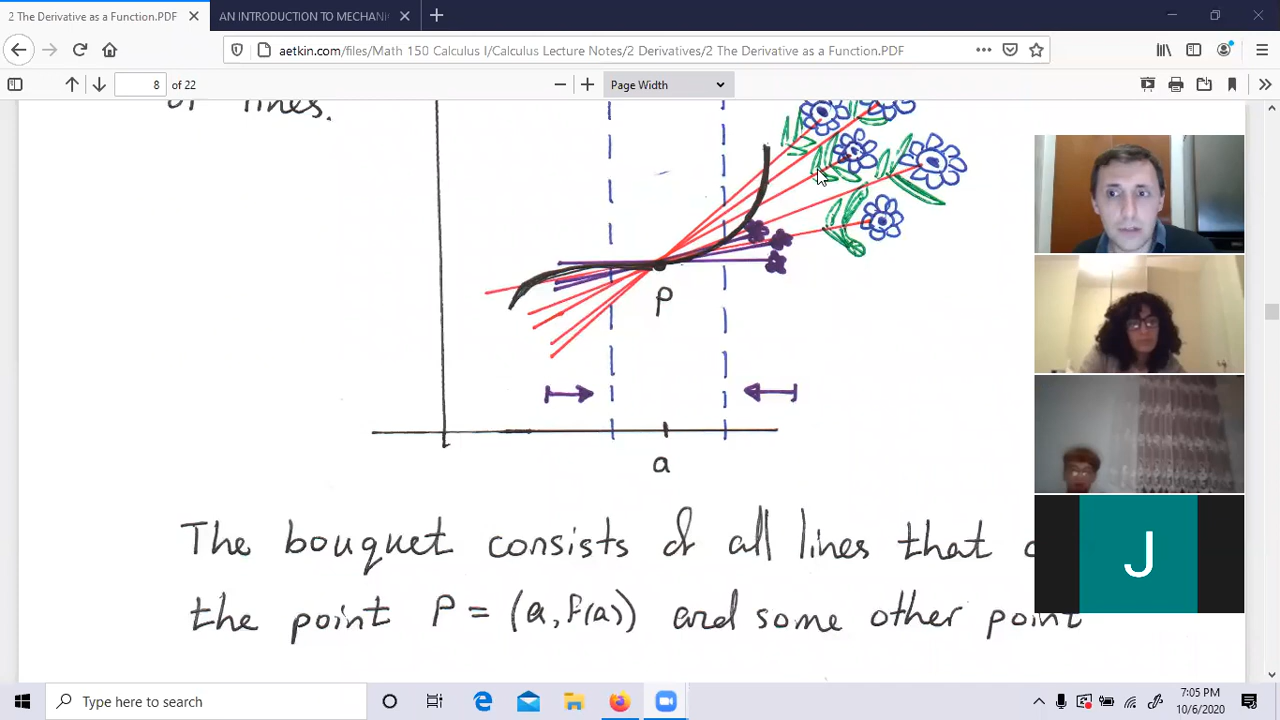 2 The Derivative as a Function.PDF
AN INTRODUCTION TO MECHANI
aetkin.com/files/Math 150 Calculus I/Calculus Lecture Notes/2 Derivatives/2 The Derivative as a Function.PDF
8 of 22
Page Width
of lines.
P
a
The bouquet consists of all lines that
the point P = (a, f(a)) and some other point
J
Type here to search
7:05 PM
10/6/2020